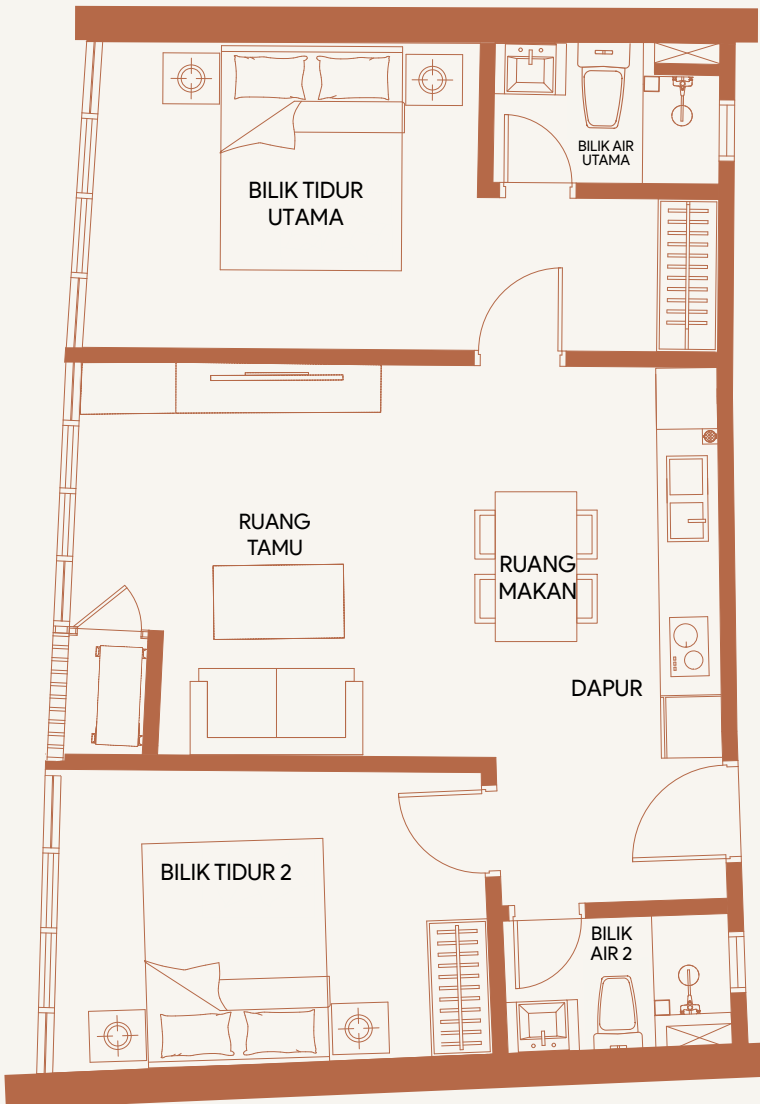 BILIK AIR
UTAMA
BILIK TIDUR
UTAMA
RUANG
TAMU
RUANG
MAKAN
DAPUR
BILIK TIDUR 2
BILIK
AIR 2